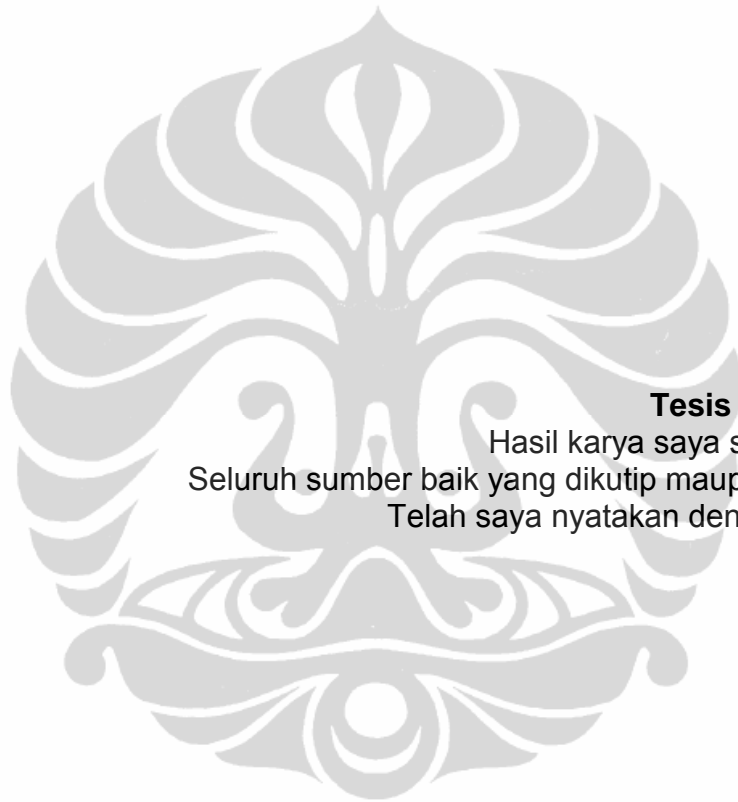 Tesis
Hasil karya saya s
Seluruh sumber baik yang dikutip maup
Telah saya nyatakan den